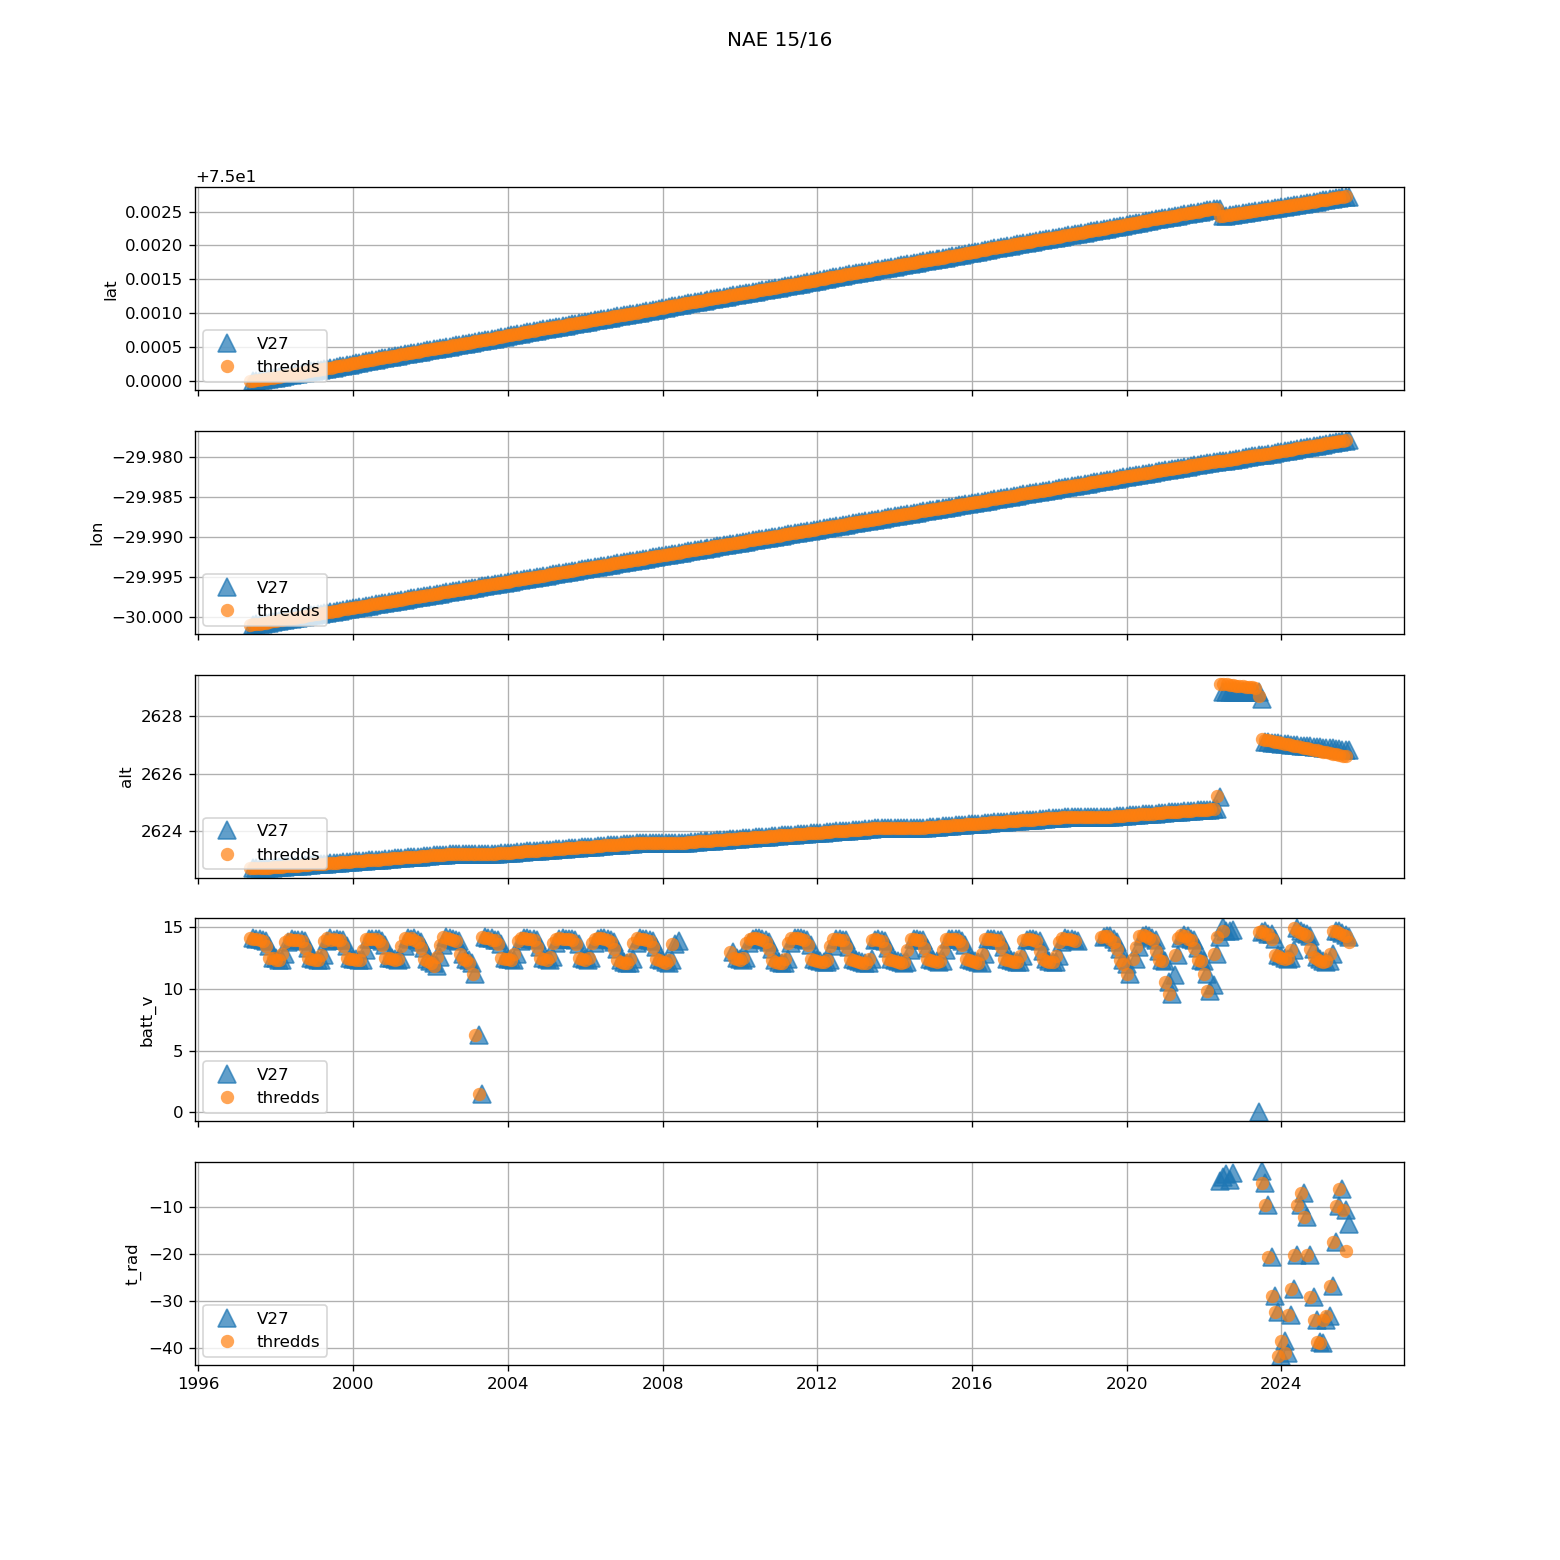 NAE 15/16
+7.5e1
0.0025
0.0020
0.0015
0.0010
0.0005
0.0000
lat
V27
thredds
−29.980
−29.985
−29.990
−29.995
−30.000
lon
V27
thredds
2628
2626
2624
alt
V27
thredds
15
10
5
0
batt_v
V27
thredds
−10
−20
−30
−40
t_rad
V27
thredds
1996 2000 2004 2008 2012 2016 2020 2024